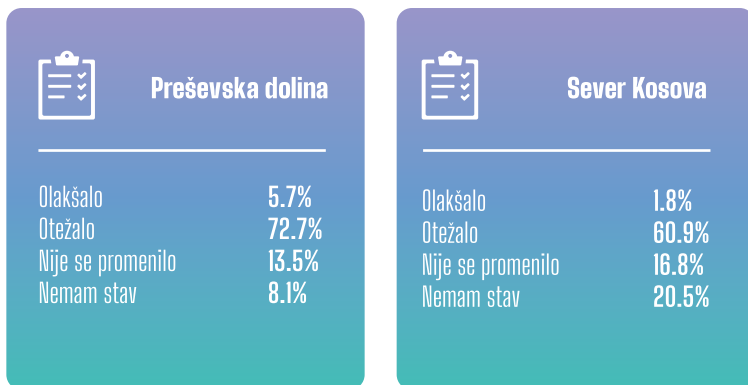 Preševska dolina
Olakšalo 5.7%
Otežalo 72.7%
Nije se promenilo 13.5%
Nemam stav 8.1%
Sever Kosova
Olakšalo 1.8%
Otežalo 60.9%
Nije se promenilo 16.8%
Nemam stav 20.5%